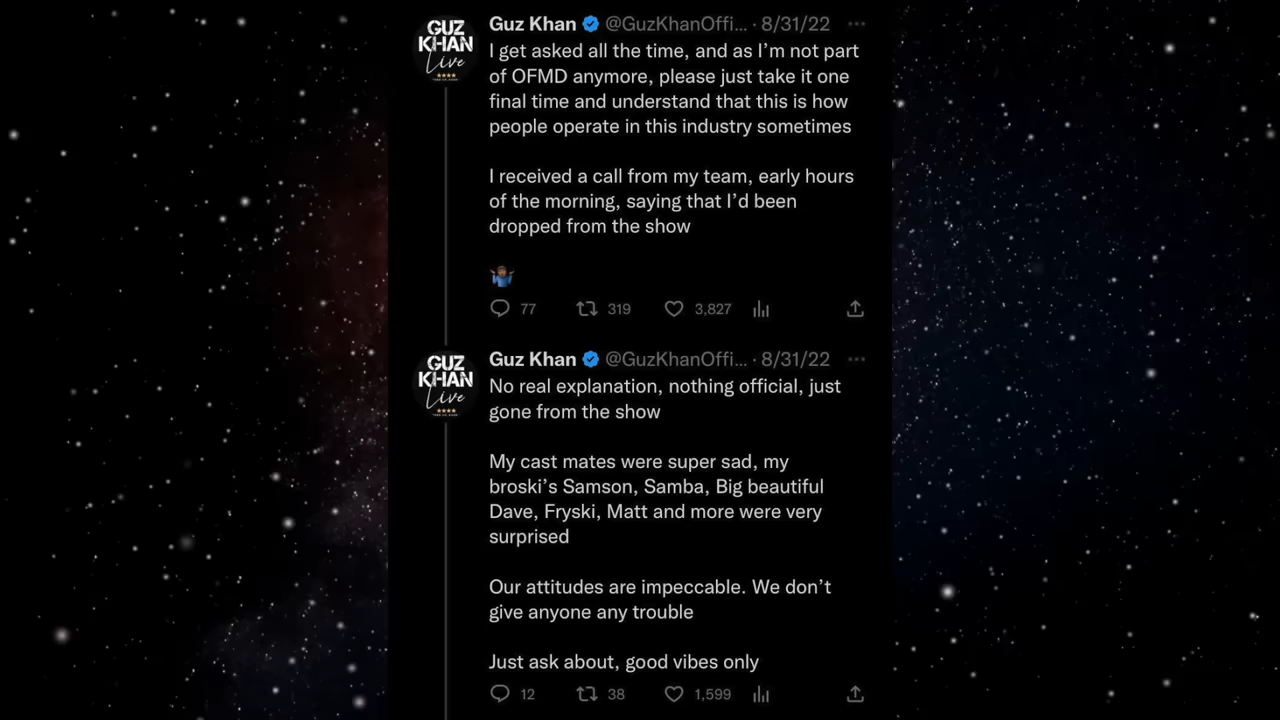 GUZ
KHAN
Live
Guz Khan @GuzKhanOffi... · 8/31/22
I get asked all the time, and as I’m not part
of OFMD anymore, please just take it one
final time and understand that this is how
people operate in this industry sometimes
I received a call from my team, early hours
of the morning, saying that I’d been
dropped from the show
77 319 3,827
GUZ
KHAN
Live
Guz Khan @GuzKhanOffi... · 8/31/22
No real explanation, nothing official, just
gone from the show
My cast mates were super sad, my
broski’s Samson, Samba, Big beautiful
Dave, Fryski, Matt and more were very
surprised
Our attitudes are impeccable. We don’t
give anyone any trouble
Just ask about, good vibes only
12 38 1,599